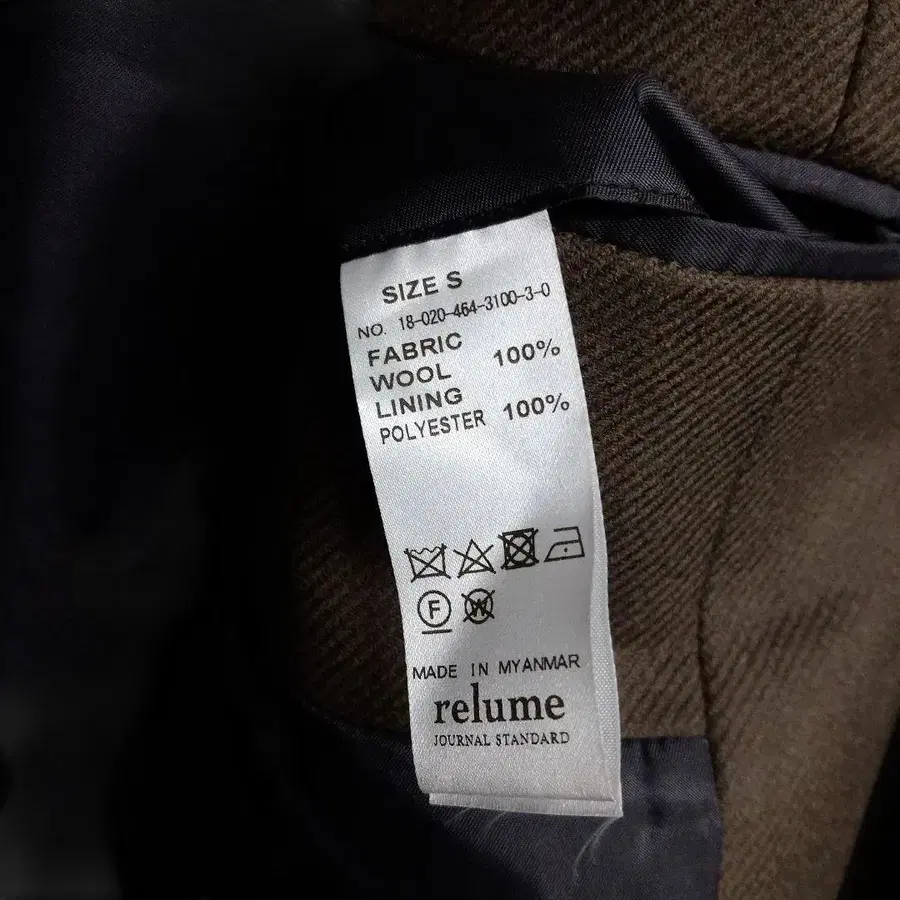 SIZE S
NO. 18-020-464-3100-3-0
FABRIC
WOOL 100%
LINING
POLYESTER 100%
F W
MADE IN MYANMAR
relume
JOURNAL STANDARD